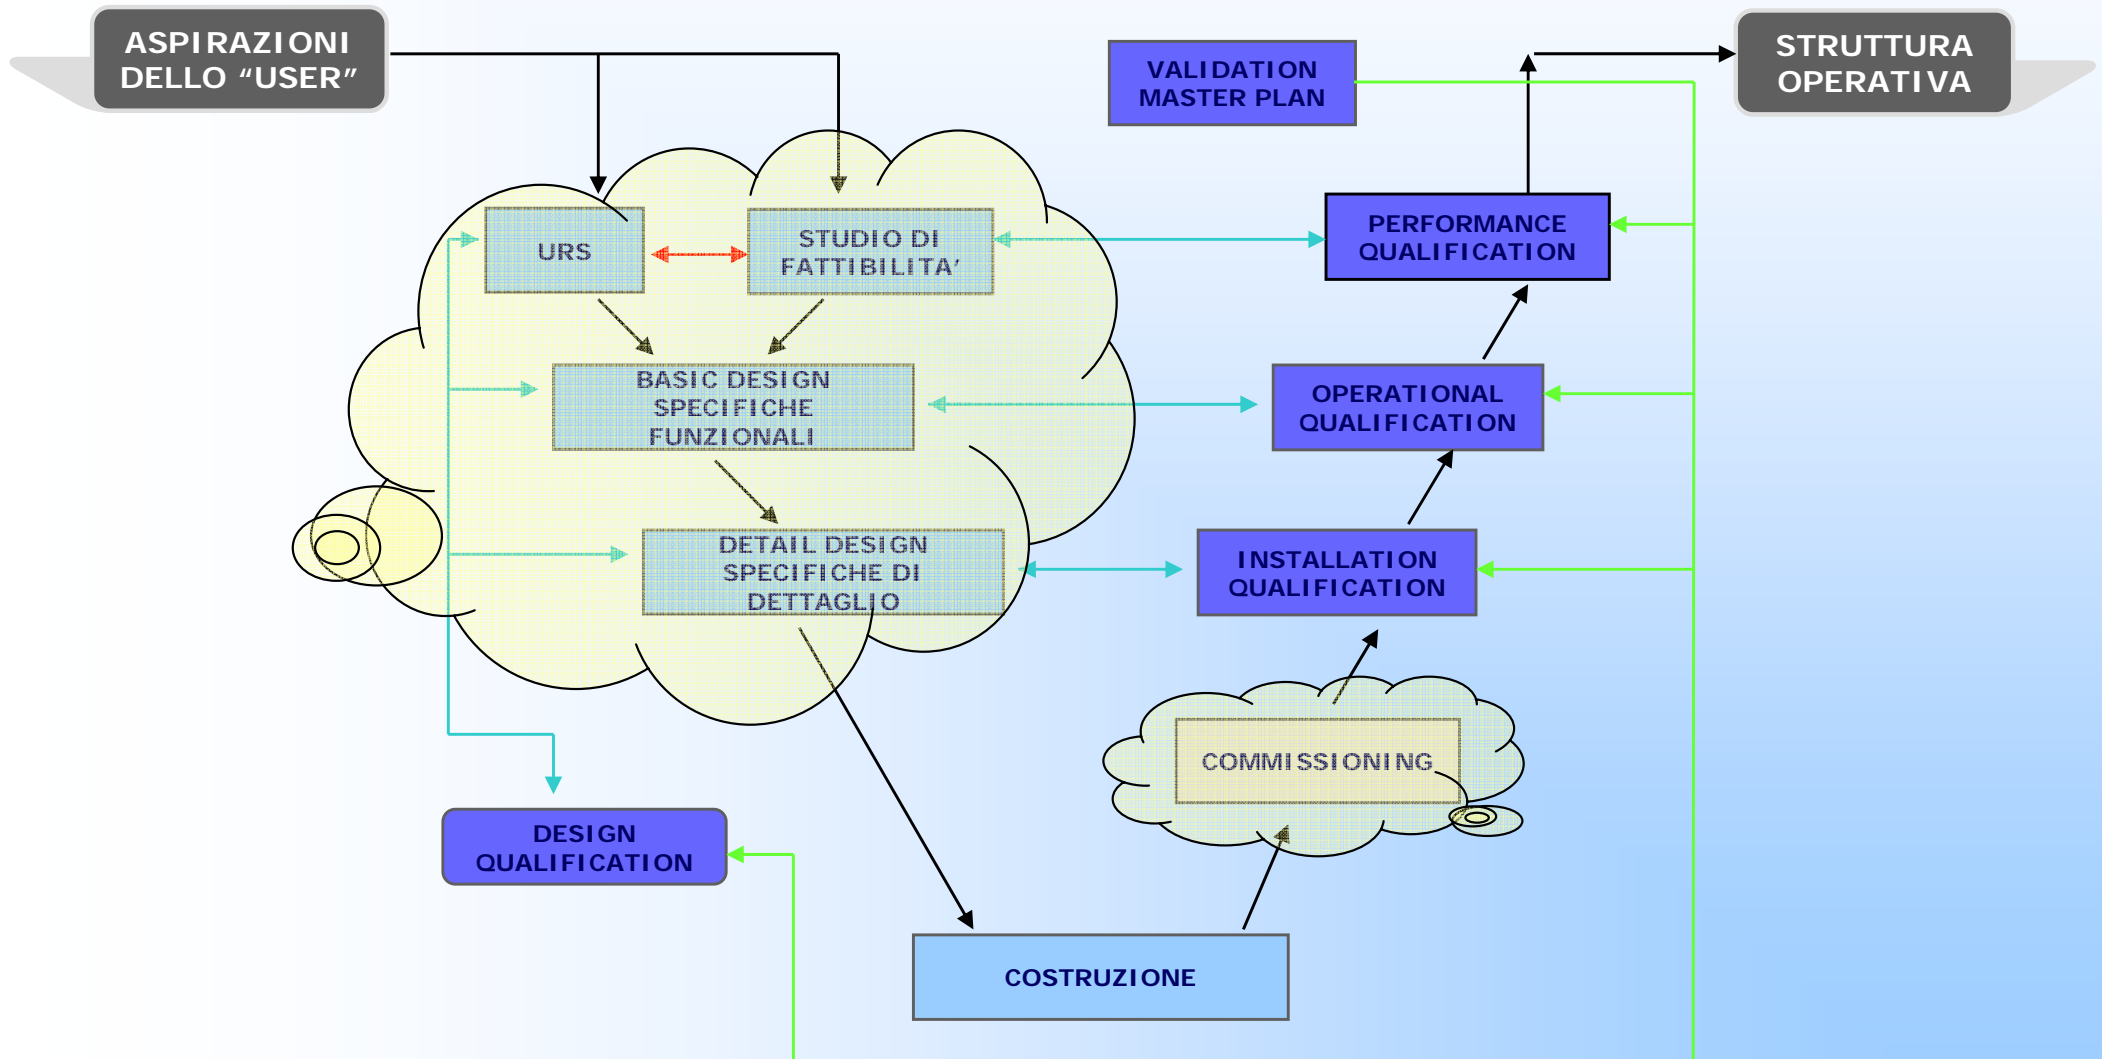 ASPIRAZIONI
DELLO “USER”
VALIDATION
MASTER PLAN
STRUTTURA
OPERATIVA
URS
STUDIO DI
FATTIBILITA’
PERFORMANCE
QUALIFICATION
BASIC DESIGN
SPECIFICHE
FUNZIONALI
OPERATIONAL
QUALIFICATION
DETAIL DESIGN
SPECIFICHE DI
DETTAGLIO
INSTALLATION
QUALIFICATION
COMMISSIONING
DESIGN
QUALIFICATION
COSTRUZIONE